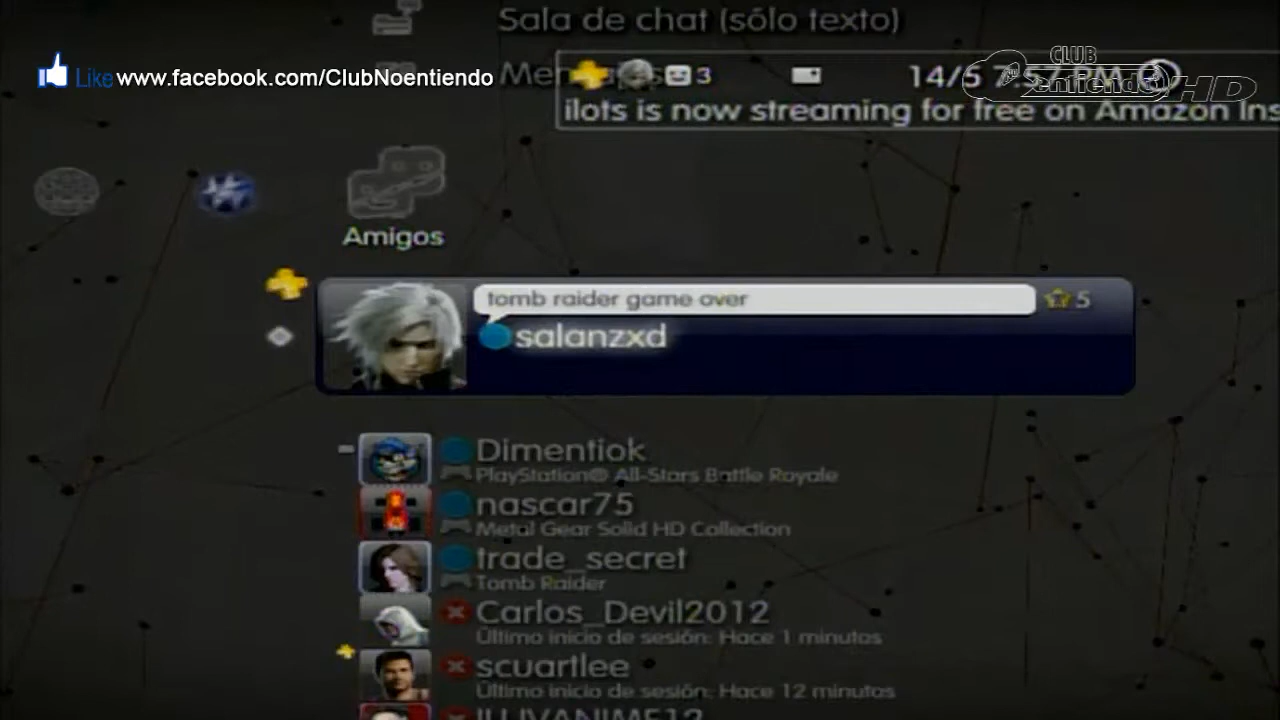 Sala de chat (sólo texto)
Like www.facebook.com/ClubNoentiendo
3
14/5 7:57 PM
CLUB
HD
ilots is now streaming for free on Amazon Ins
Amigos
tomb raider game over
5
salanzxd
Dimentiok
PlayStation® All-Stars Battle Royale
nascar75
Metal Gear Solid HD Collection
trade_secret
Tomb Raider
Carlos_Devil2012
Último inicio de sesión: Hace 1 minutos
scuartlee
Último inicio de sesión: Hace 12 minutos